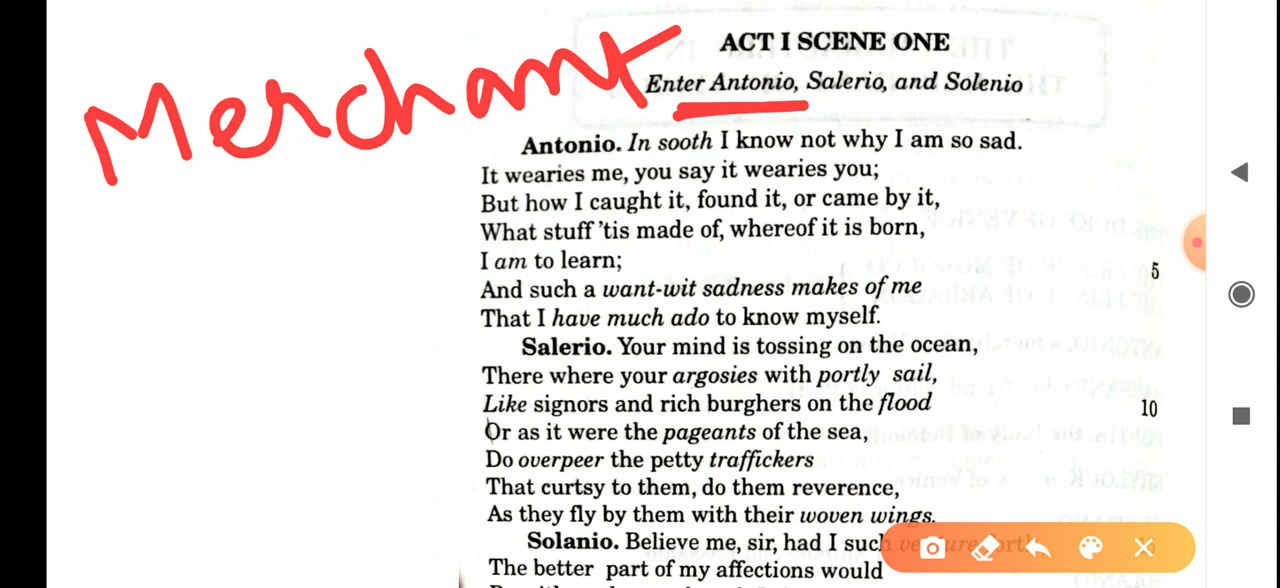 Merchant
ACT I SCENE ONE
Enter Antonio, Salerio, and Solenio
Antonio. In sooth I know not why I am so sad.
It wearies me, you say it wearies you;
But how I caught it, found it, or came by it,
What stuff 'tis made of, whereof it is born,
I am to learn; 5
And such a want-wit sadness makes of me
That I have much ado to know myself.
Salerio. Your mind is tossing on the ocean,
There where your argosies with portly sail,
Like signors and rich burghers on the flood 10
Or as it were the pageants of the sea,
Do overpeer the petty traffickers
That curtsy to them, do them reverence,
As they fly by them with their woven wings.
Solanio. Believe me, sir, had I such
The better part of my affections would